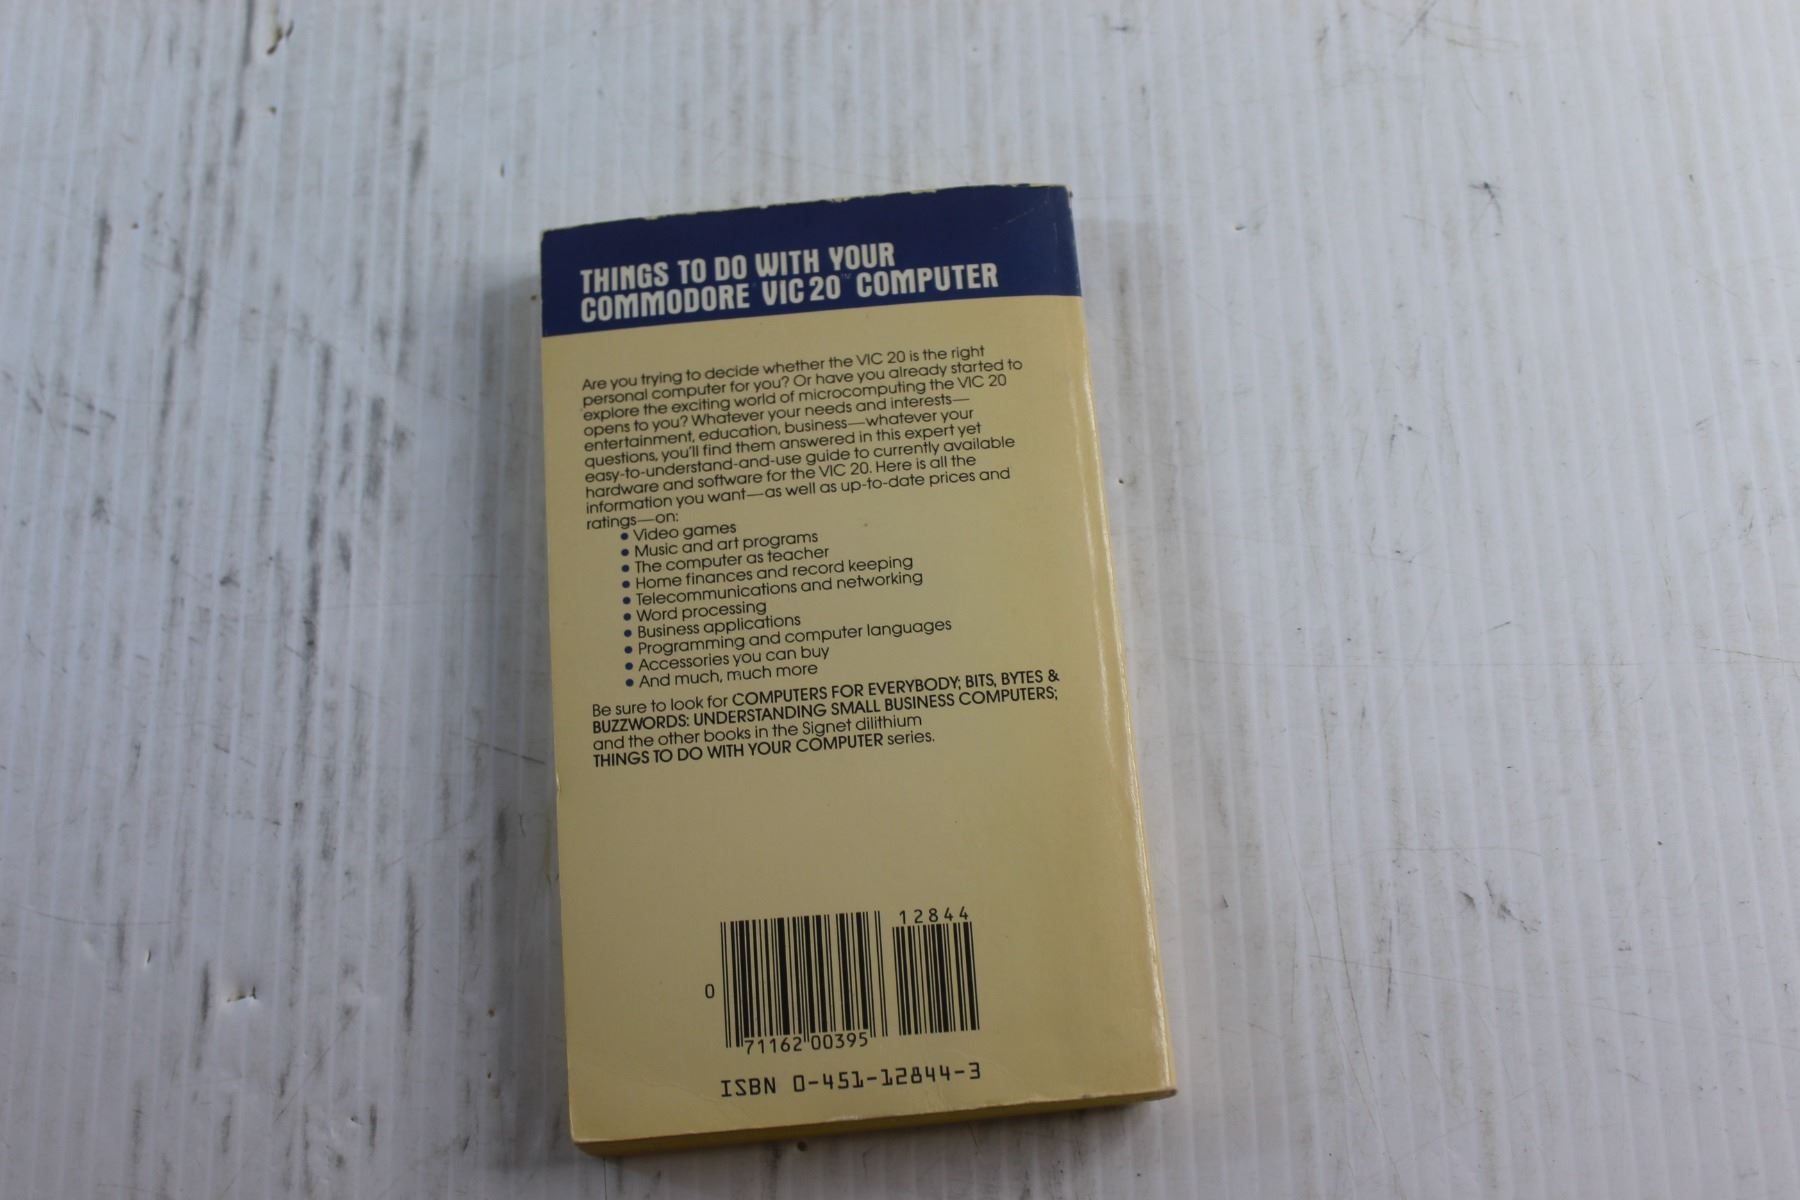 THINGS TO DO WITH YOUR
COMMODORE VIC 20™ COMPUTER
Are you trying to decide whether the VIC 20 is the right
personal computer for you? Or have you already started to
explore the exciting world of microcomputing the VIC 20
opens to you? Whatever your needs and interests—
entertainment, education, business—whatever your
questions, you'll find them answered in this expert yet
easy-to-understand-and-use guide to currently available
hardware and software for the VIC 20. Here is all the
information you want—as well as up-to-date prices and
ratings—on:
• Video games
• Music and art programs
• The computer as teacher
• Home finances and record keeping
• Telecommunications and networking
• Word processing
• Business applications
• Programming and computer languages
• Accessories you can buy
• And much, much more
Be sure to look for COMPUTERS FOR EVERYBODY; BITS, BYTES &
BUZZWORDS: UNDERSTANDING SMALL BUSINESS COMPUTERS;
and the other books in the Signet dilithium
THINGS TO DO WITH YOUR COMPUTER series.
12844
0
71162 00395
ISBN 0-451-12844-3